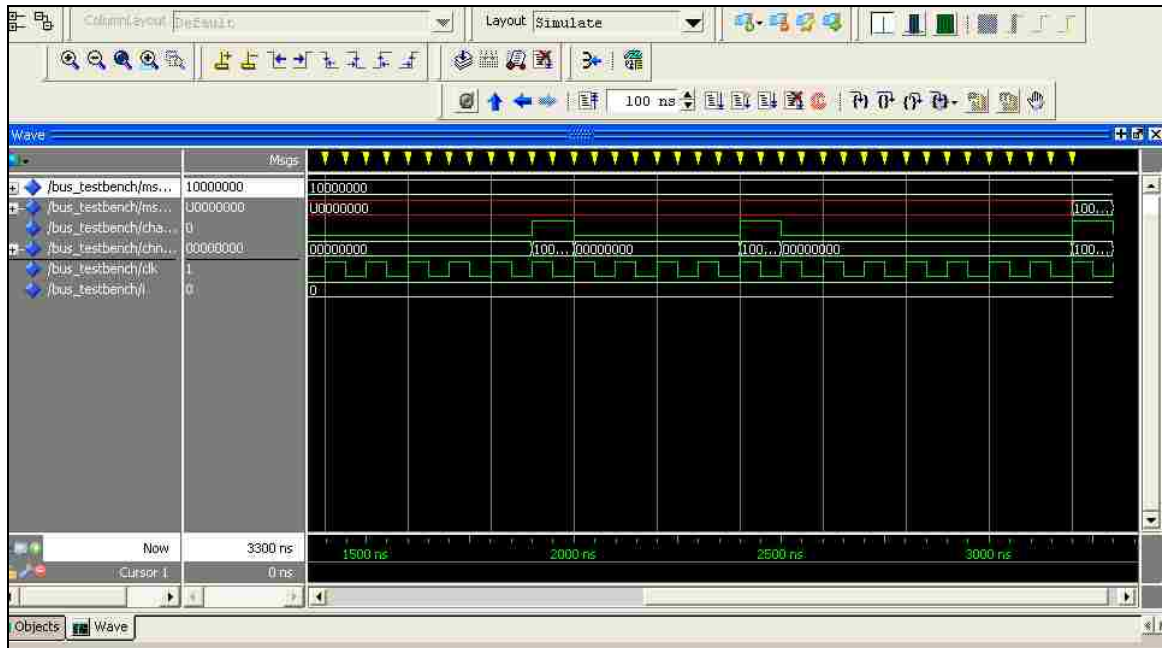 ColumnLayout Default
Layout Simulate
100 ns
Wave
Msgs
/bus_testbench/ms... 10000000 10000000
/bus_testbench/ms... U0000000 U0000000 100...
/bus_testbench/cha... 0
/bus_testbench/chn... 00000000 00000000 100... 00000000 100... 00000000 100...
/bus_testbench/clk 1
/bus_testbench/i 0 0
Now 3300 ns 1500 ns 2000 ns 2500 ns 3000 ns
Cursor 1 0 ns
Objects Wave